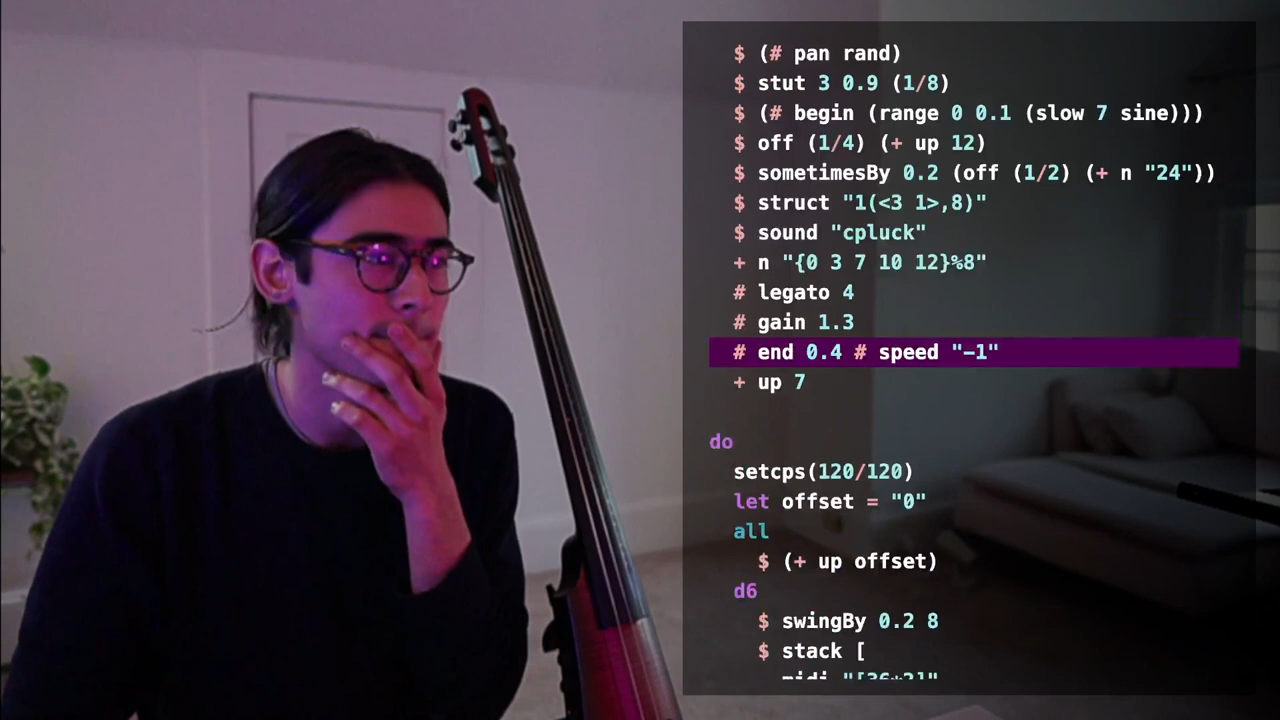 $ (# pan rand)
$ stut 3 0.9 (1/8)
$ (# begin (range 0 0.1 (slow 7 sine)))
$ off (1/4) (+ up 12)
$ sometimesBy 0.2 (off (1/2) (+ n "24"))
$ struct "1(<3 1>,8)"
$ sound "cpluck"
+ n "{0 3 7 10 12}%8"
# legato 4
# gain 1.3
# end 0.4 # speed "-1"
+ up 7
do
setcps(120/120)
let offset = "0"
all
$ (+ up offset)
d6
$ swingBy 0.2 8
$ stack [
midi "[36*2]"